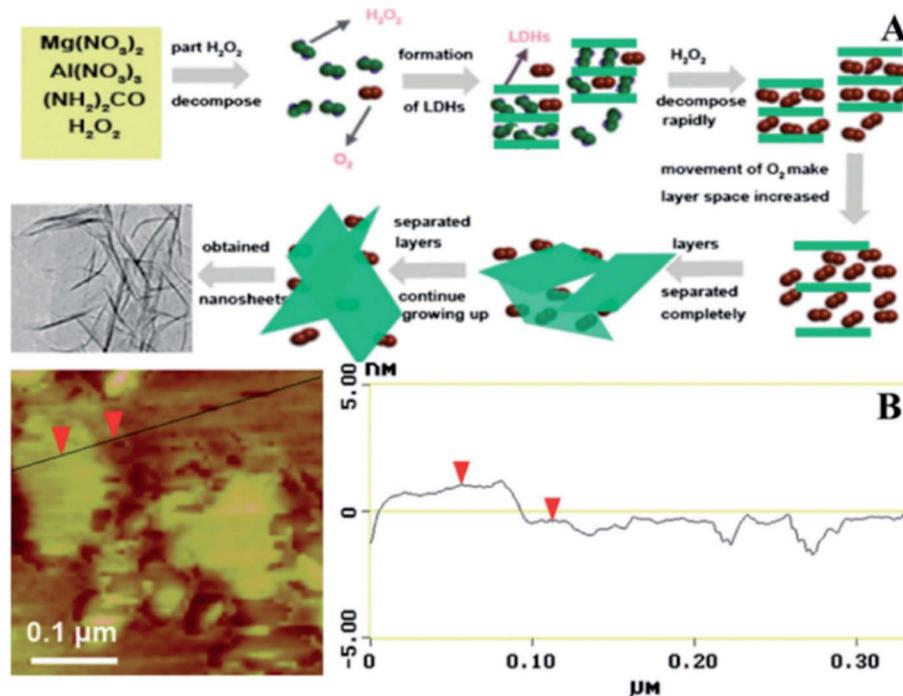 Mg(NO₃)₂
Al(NO₃)₃
(NH₂)₂CO
H₂O₂
part H₂O₂
decompose
H₂O₂
O₂
formation
of LDHs
LDHs
H₂O₂
decompose
rapidly
A
movement of O₂ make
layer space increased
layers
separated
completely
separated
layers
continue
growing up
obtained
nanosheets
0.1 µm
B
nM
5.00
0
-5.00
0
0.10
0.20
0.30
µM